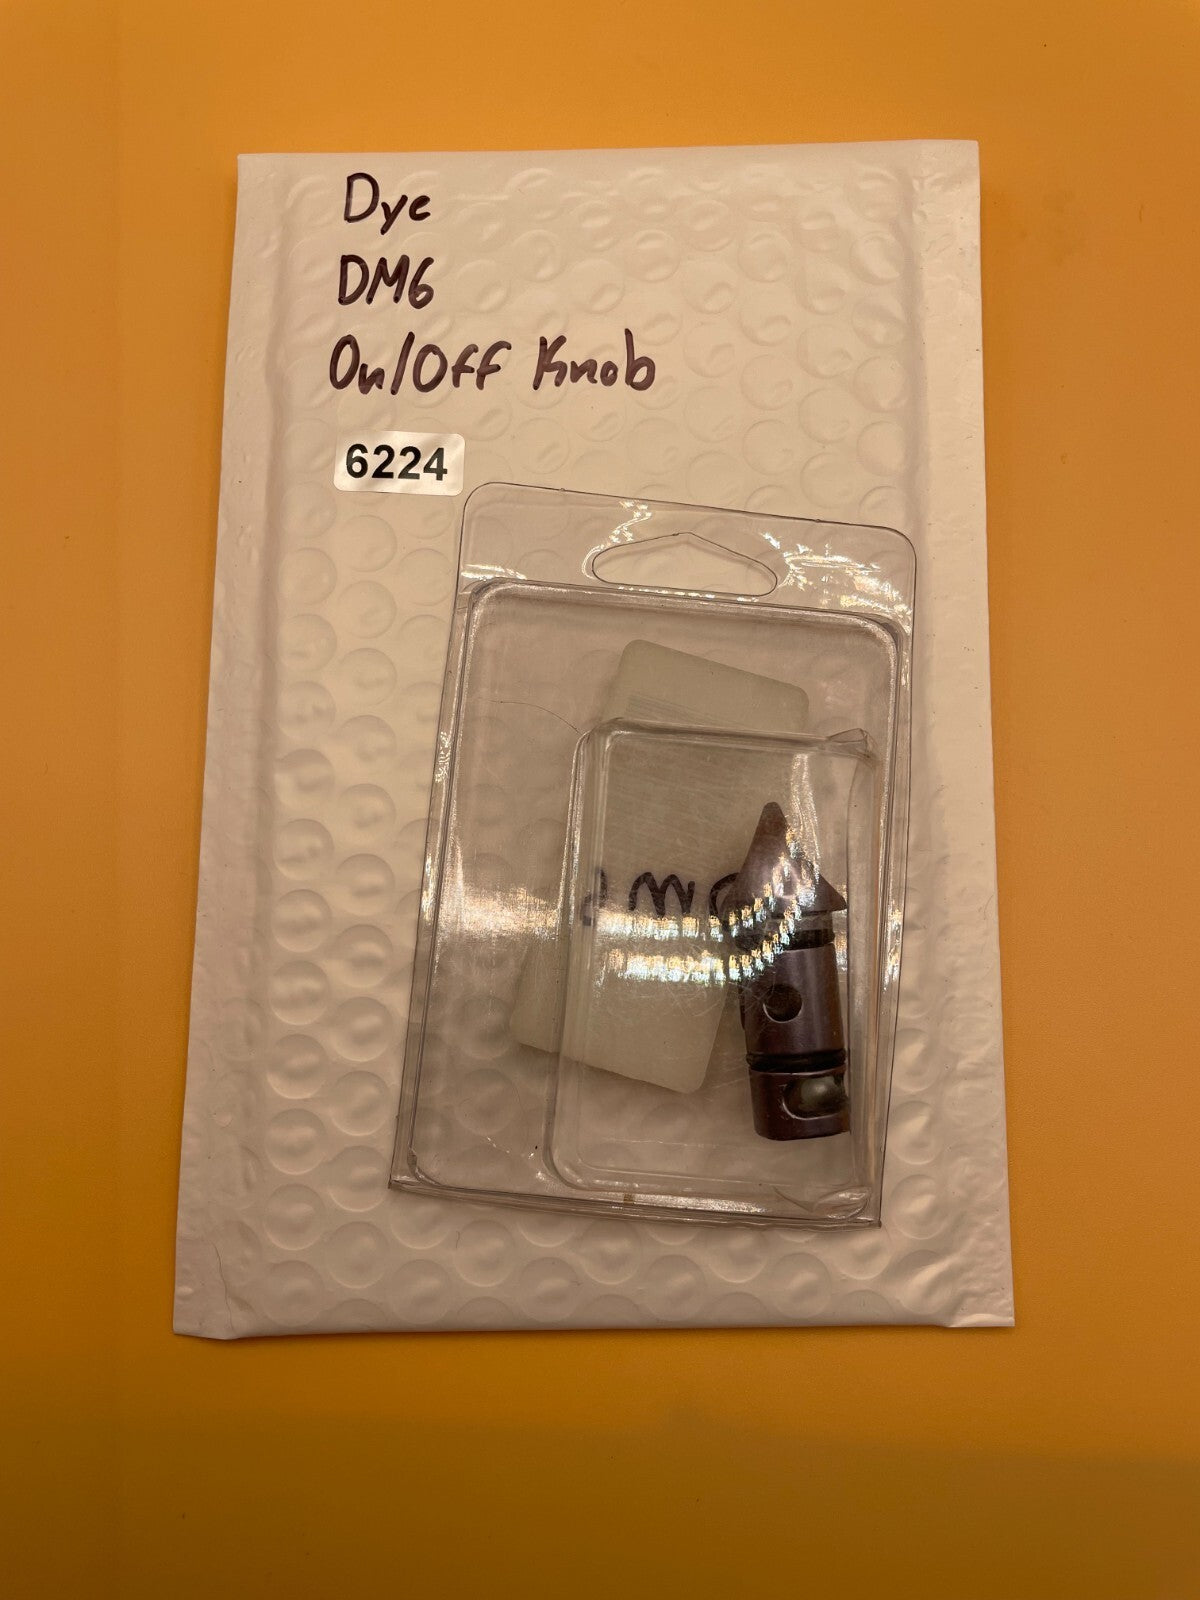 Dye
DM6
On/Off Knob
6224